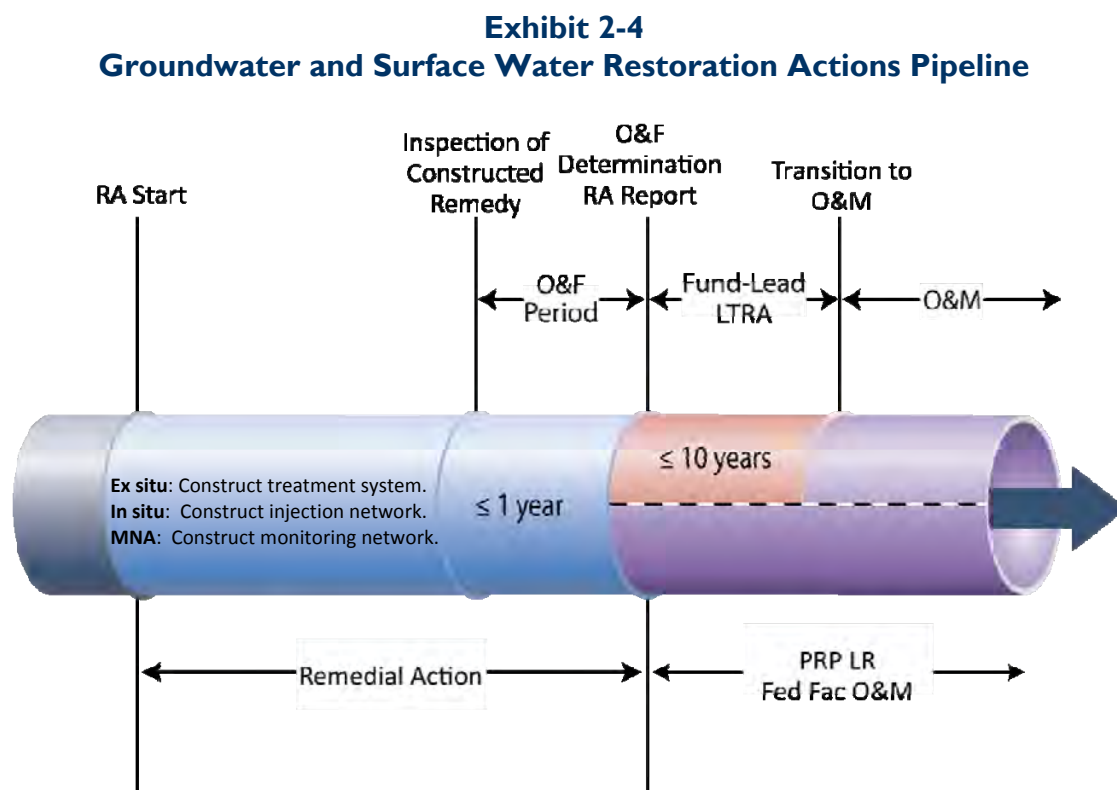 Exhibit 2-4
Groundwater and Surface Water Restoration Actions Pipeline
RA Start
Inspection of
Constructed
Remedy
O&F
Determination
RA Report
Transition to
O&M
O&F
Period
Fund-Lead
LTRA
O&M
Ex situ: Construct treatment system.
In situ: Construct injection network.
MNA: Construct monitoring network.
≤ 1 year
≤ 10 years
Remedial Action
PRP LR
Fed Fac O&M